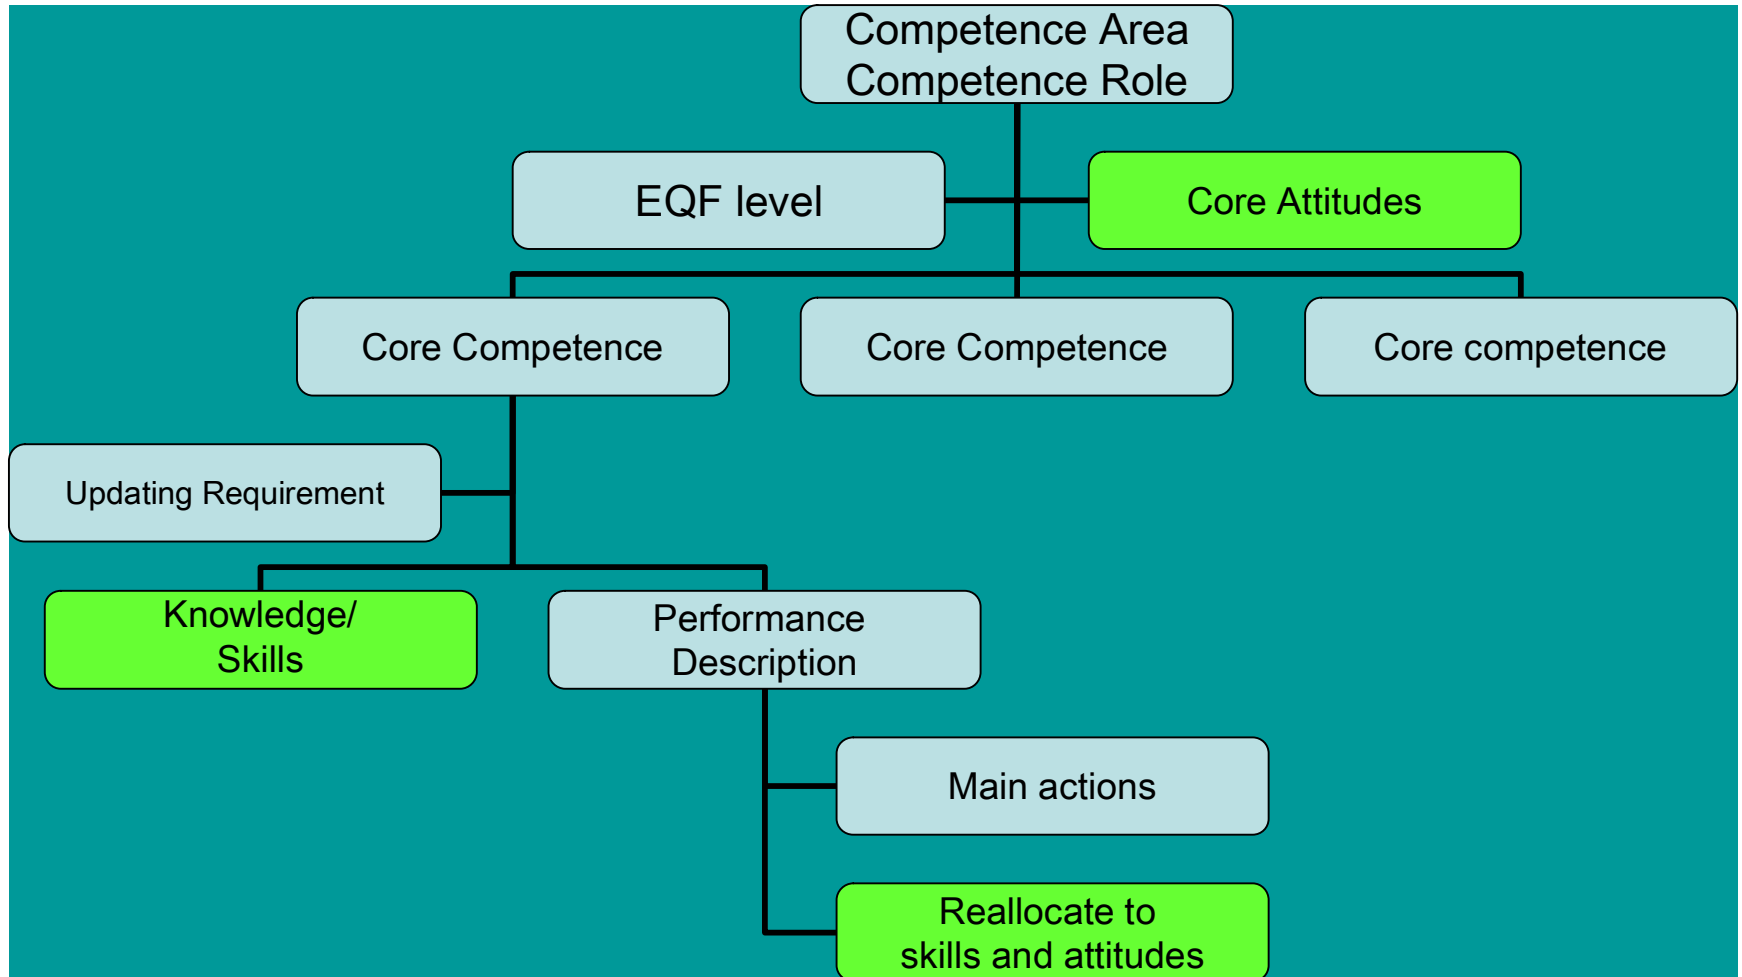 Competence Area
Competence Role
EQF level
Core Attitudes
Core Competence
Core Competence
Core competence
Updating Requirement
Knowledge/
Skills
Performance
Description
Main actions
Reallocate to
skills and attitudes